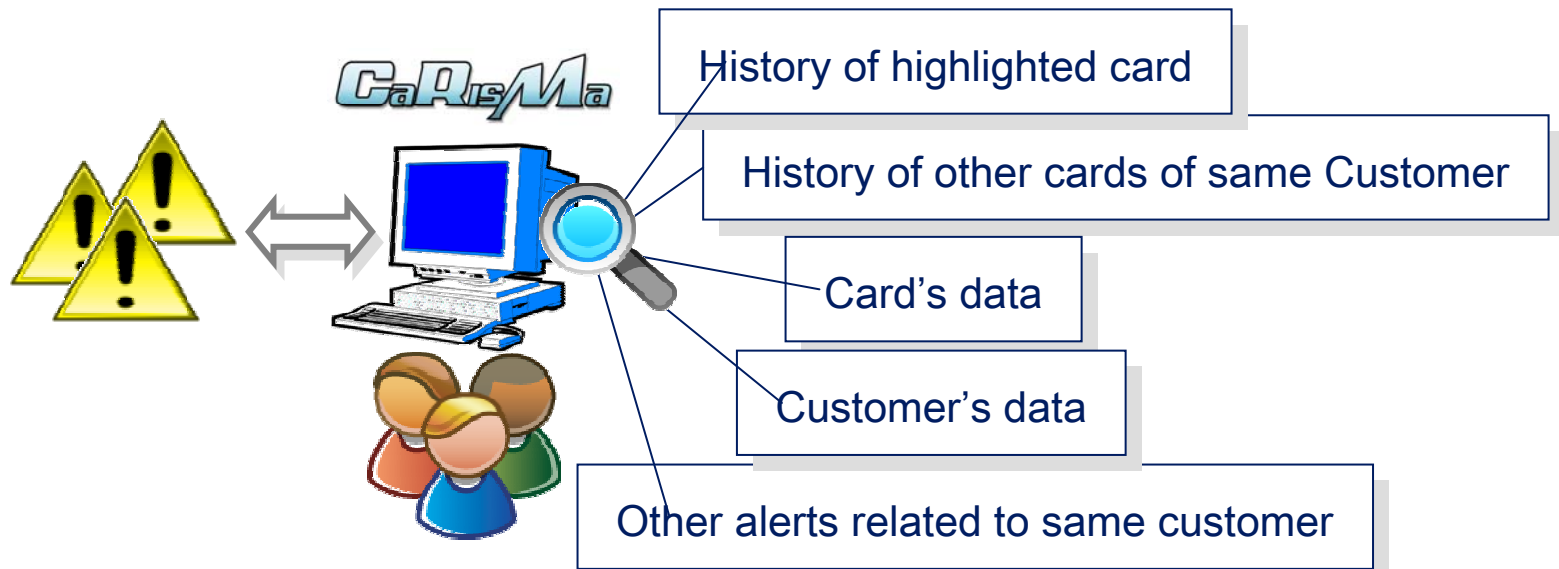 CaRisMa
History of highlighted card
History of other cards of same Customer
Card’s data
Customer’s data
Other alerts related to same customer